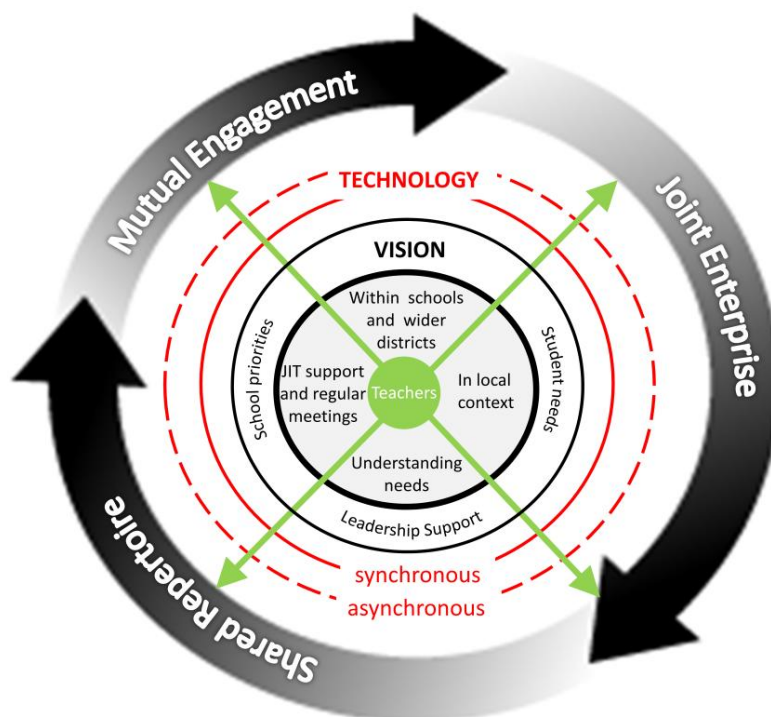 Mutual Engagement
Joint Enterprise
Shared Repertoire
TECHNOLOGY
VISION
School priorities
Student needs
Leadership Support
Within schools
and wider
districts
JIT support
and regular
meetings
Teachers
In local
context
Understanding
needs
synchronous
asynchronous